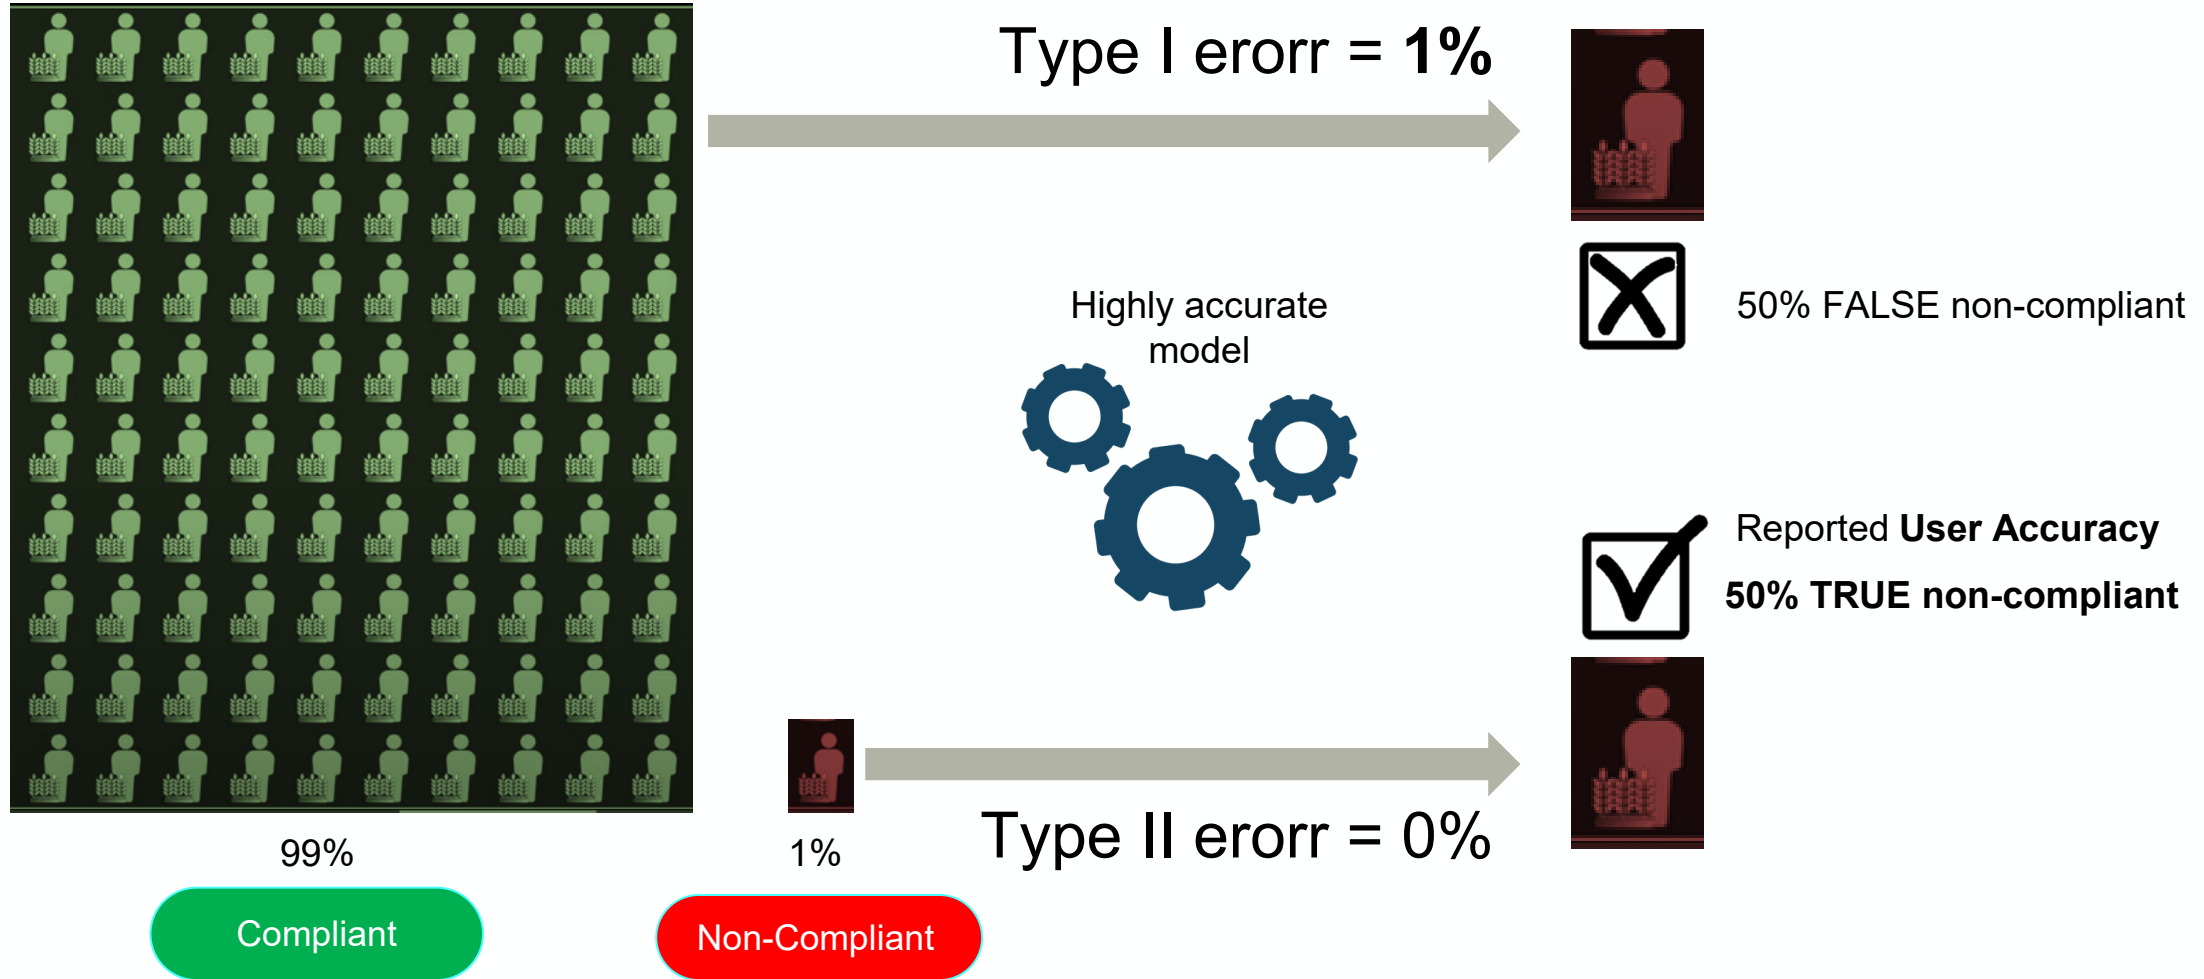 Type I erorr = 1%
Highly accurate
model
50% FALSE non-compliant
Reported User Accuracy
50% TRUE non-compliant
Type II erorr = 0%
99%
1%
Compliant
Non-Compliant